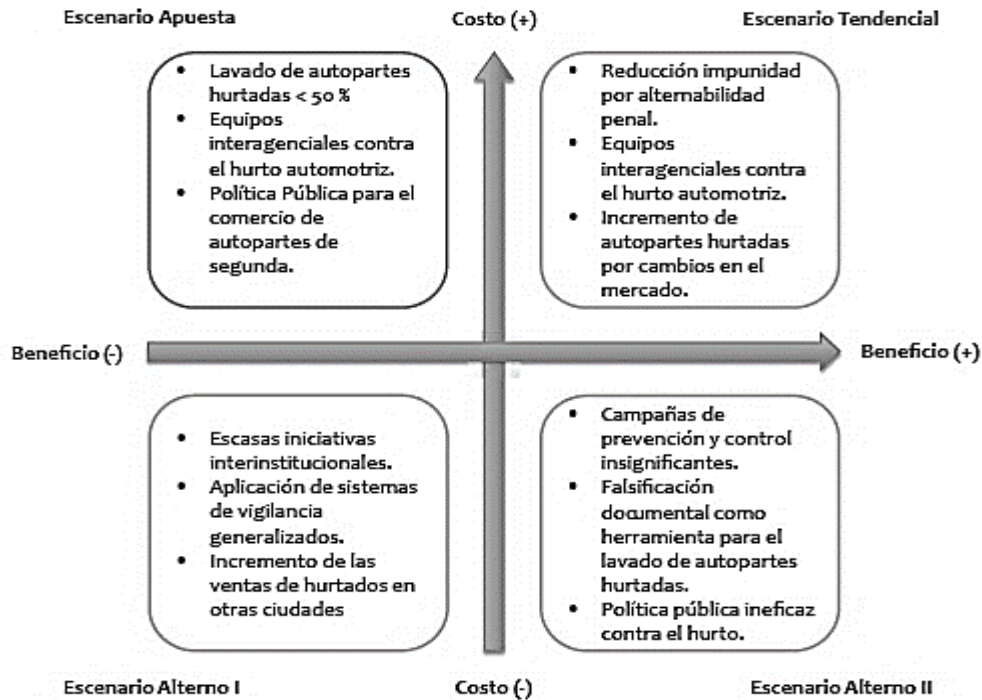 Escenario Apuesta
Costo (+)
Escenario Tendencial
• Lavado de autopartes
hurtadas < 50 %
• Equipos
interagenciales contra
el hurto automotriz.
• Política Pública para el
comercio de
autopartes de
segunda.
• Reducción impunidad
por alternabilidad
penal.
• Equipos
interagenciales contra
el hurto automotriz.
• Incremento de
autopartes hurtadas
por cambios en el
mercado.
Beneficio (-)
Beneficio (+)
• Escasas iniciativas
interinstitucionales.
• Aplicación de sistemas
de vigilancia
generalizados.
• Incremento de las
ventas de hurtados en
otras ciudades
• Campañas de
prevención y control
insignificantes.
• Falsificación
documental como
herramienta para el
lavado de autopartes
hurtadas.
• Política pública ineficaz
contra el hurto.
Escenario Alterno I
Costo (-)
Escenario Alterno II